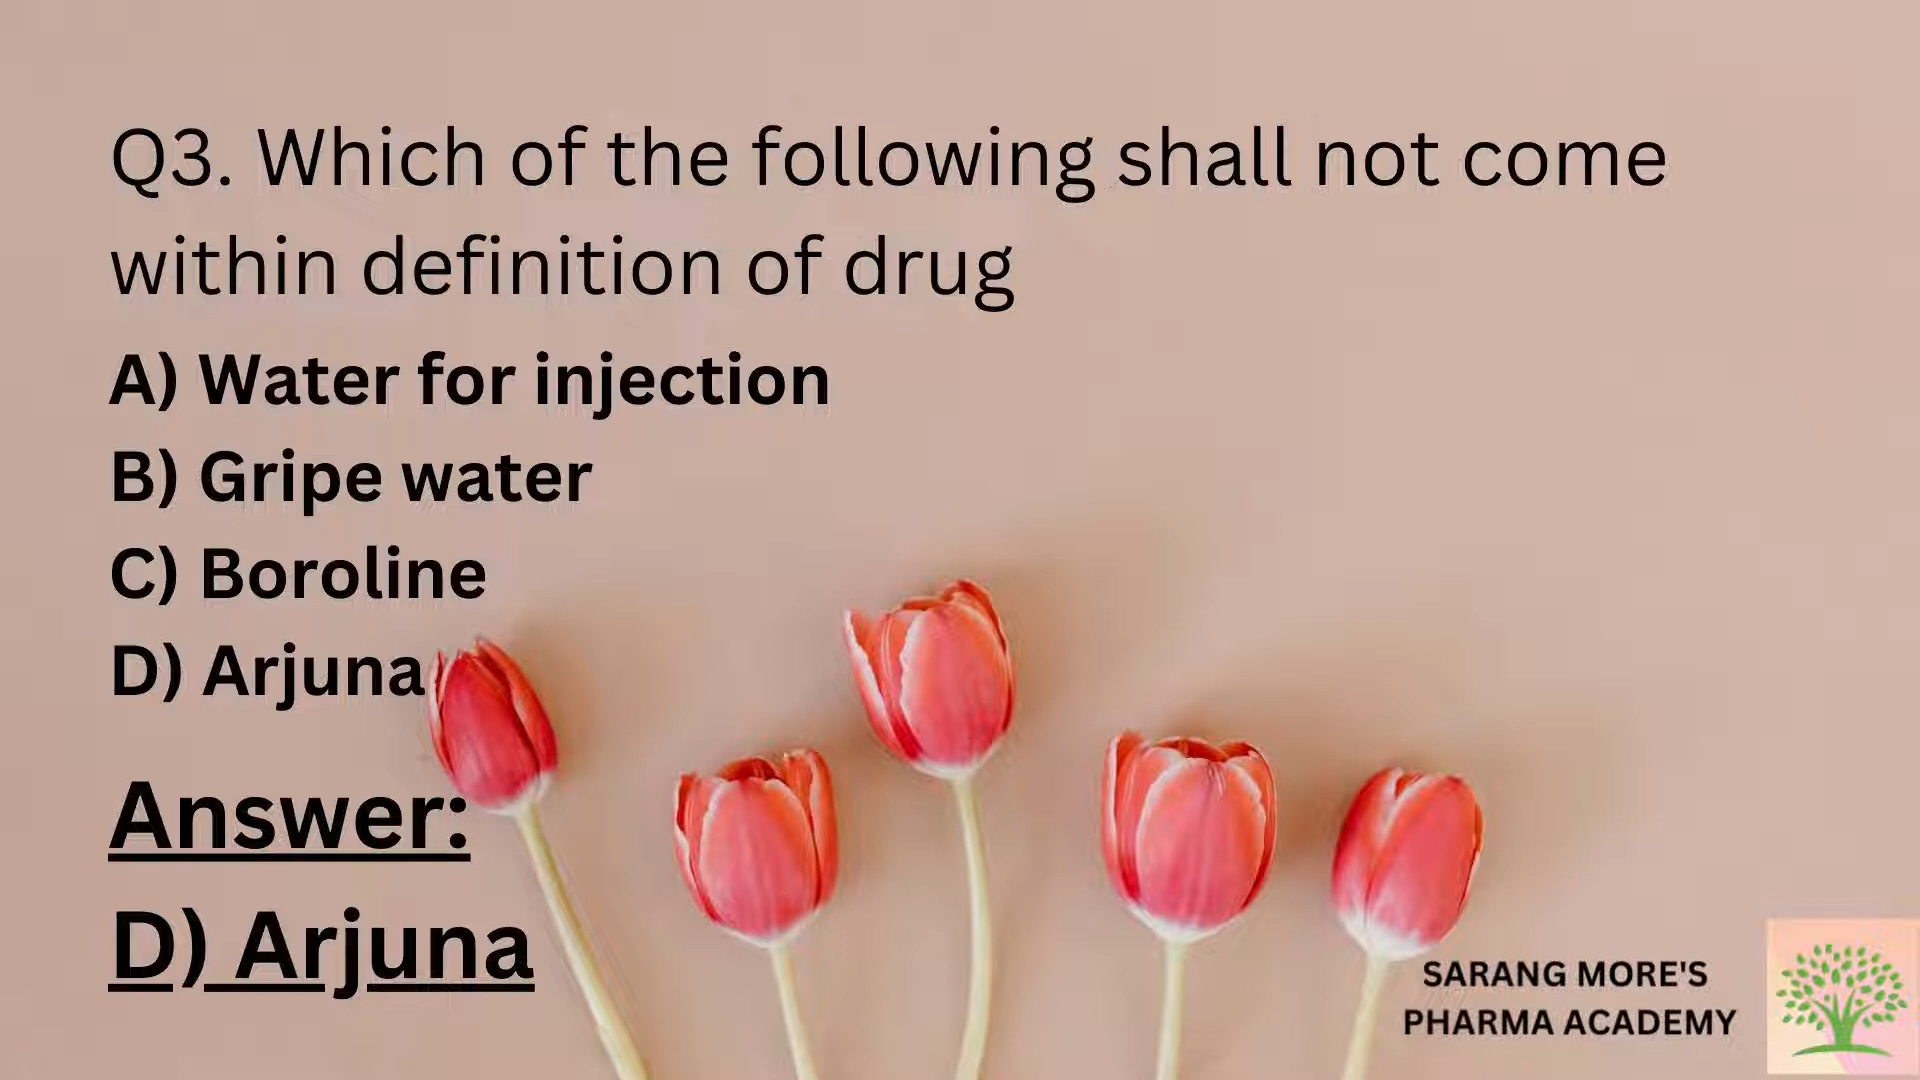 Q3. Which of the following shall not come
within definition of drug
A) Water for injection
B) Gripe water
C) Boroline
D) Arjuna
Answer:
D) Arjuna
SARANG MORE'S
PHARMA ACADEMY